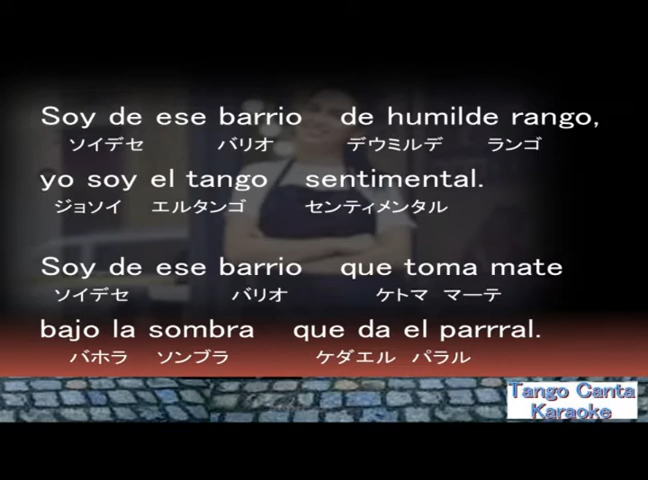 Soy de ese barrio de humilde rango,
ソイデセ バリオ デウミルデ ランゴ
yo soy el tango sentimental.
ジョソイ エルタンゴ センティメンタル
Soy de ese barrio que toma mate
ソイデセ バリオ ケトマ マーテ
bajo la sombra que da el parrral.
バホラ ソンブラ ケダエル パラル
Tango Canta
Karaoke